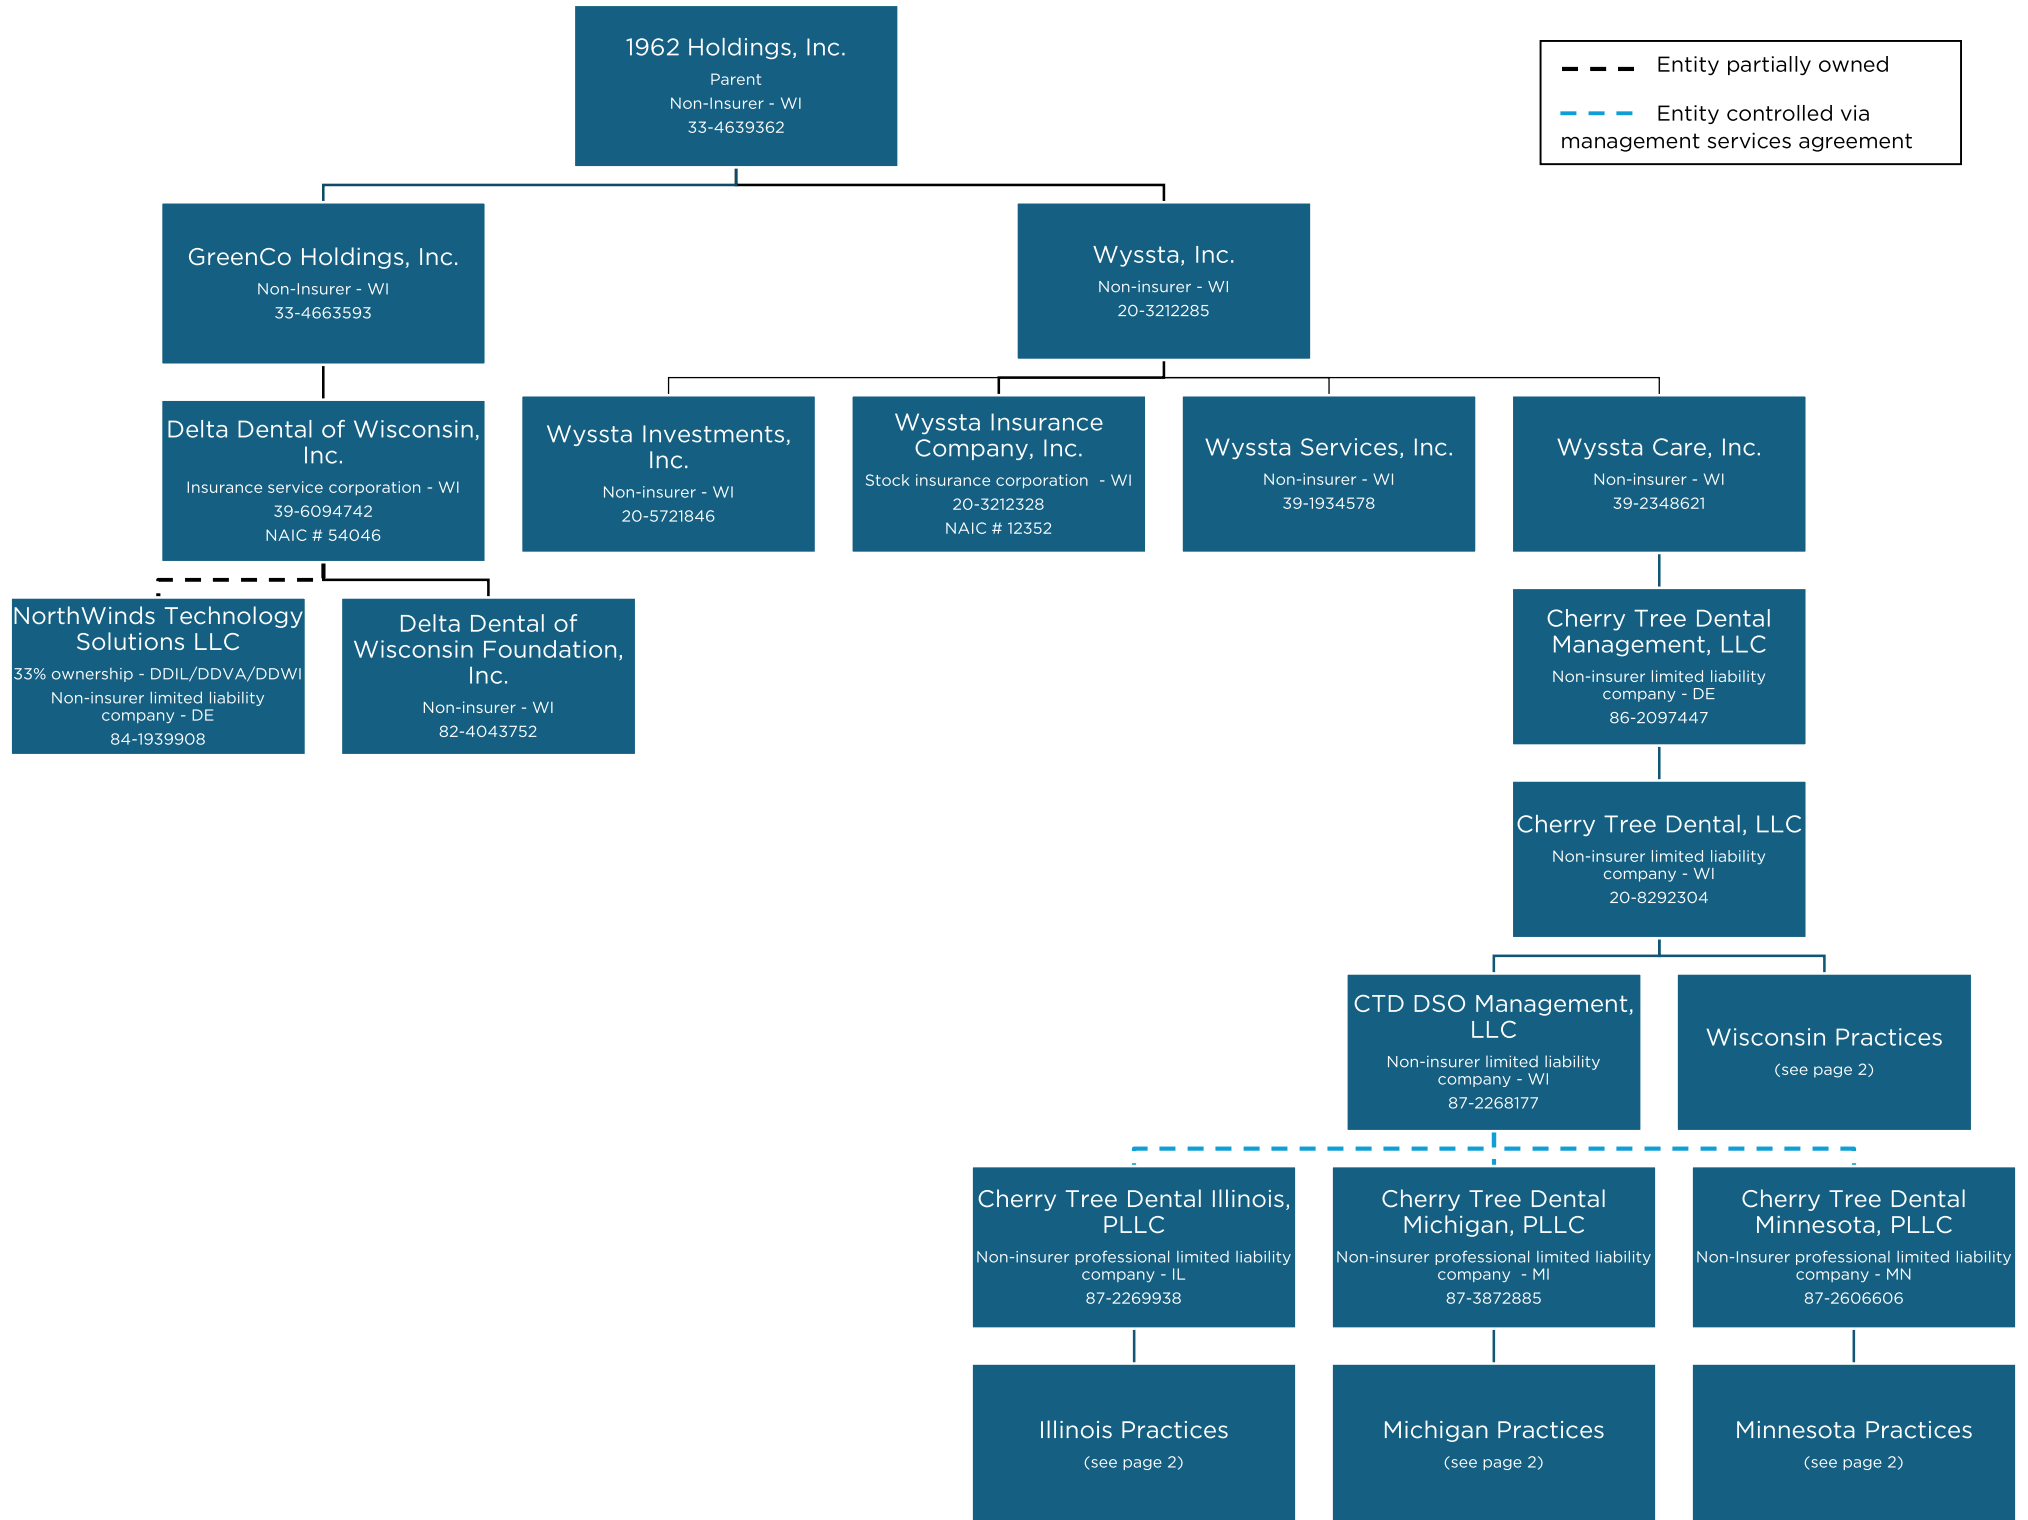 1962 Holdings, Inc.
Parent
Non-Insurer - WI
33-4639362
Entity partially owned
Entity controlled via
management services agreement
GreenCo Holdings, Inc.
Non-Insurer - WI
33-4663593
Wyssta, Inc.
Non-insurer - WI
20-3212285
Delta Dental of Wisconsin,
Inc.
Insurance service corporation - WI
39-6094742
NAIC # 54046
Wyssta Investments,
Inc.
Non-insurer - WI
20-5721846
Wyssta Insurance
Company, Inc.
Stock insurance corporation  - WI
20-3212328
NAIC # 12352
Wyssta Services, Inc.
Non-insurer - WI
39-1934578
Wyssta Care, Inc.
Non-insurer - WI
39-2348621
NorthWinds Technology
Solutions LLC
33% ownership - DDIL/DDVA/DDWI
Non-insurer limited liability
company - DE
84-1939908
Delta Dental of
Wisconsin Foundation,
Inc.
Non-insurer - WI
82-4043752
Cherry Tree Dental
Management, LLC
Non-insurer limited liability
company - DE
86-2097447
Cherry Tree Dental, LLC
Non-insurer limited liability
company - WI
20-8292304
CTD DSO Management,
LLC
Non-insurer limited liability
company - WI
87-2268177
Wisconsin Practices
(see page 2)
Cherry Tree Dental Illinois,
PLLC
Non-insurer professional limited liability
company - IL
87-2269938
Cherry Tree Dental
Michigan, PLLC
Non-insurer professional limited liability
company  - MI
87-3872885
Cherry Tree Dental
Minnesota, PLLC
Non-Insurer professional limited liability
company - MN
87-2606606
Illinois Practices
(see page 2)
Michigan Practices
(see page 2)
Minnesota Practices
(see page 2)